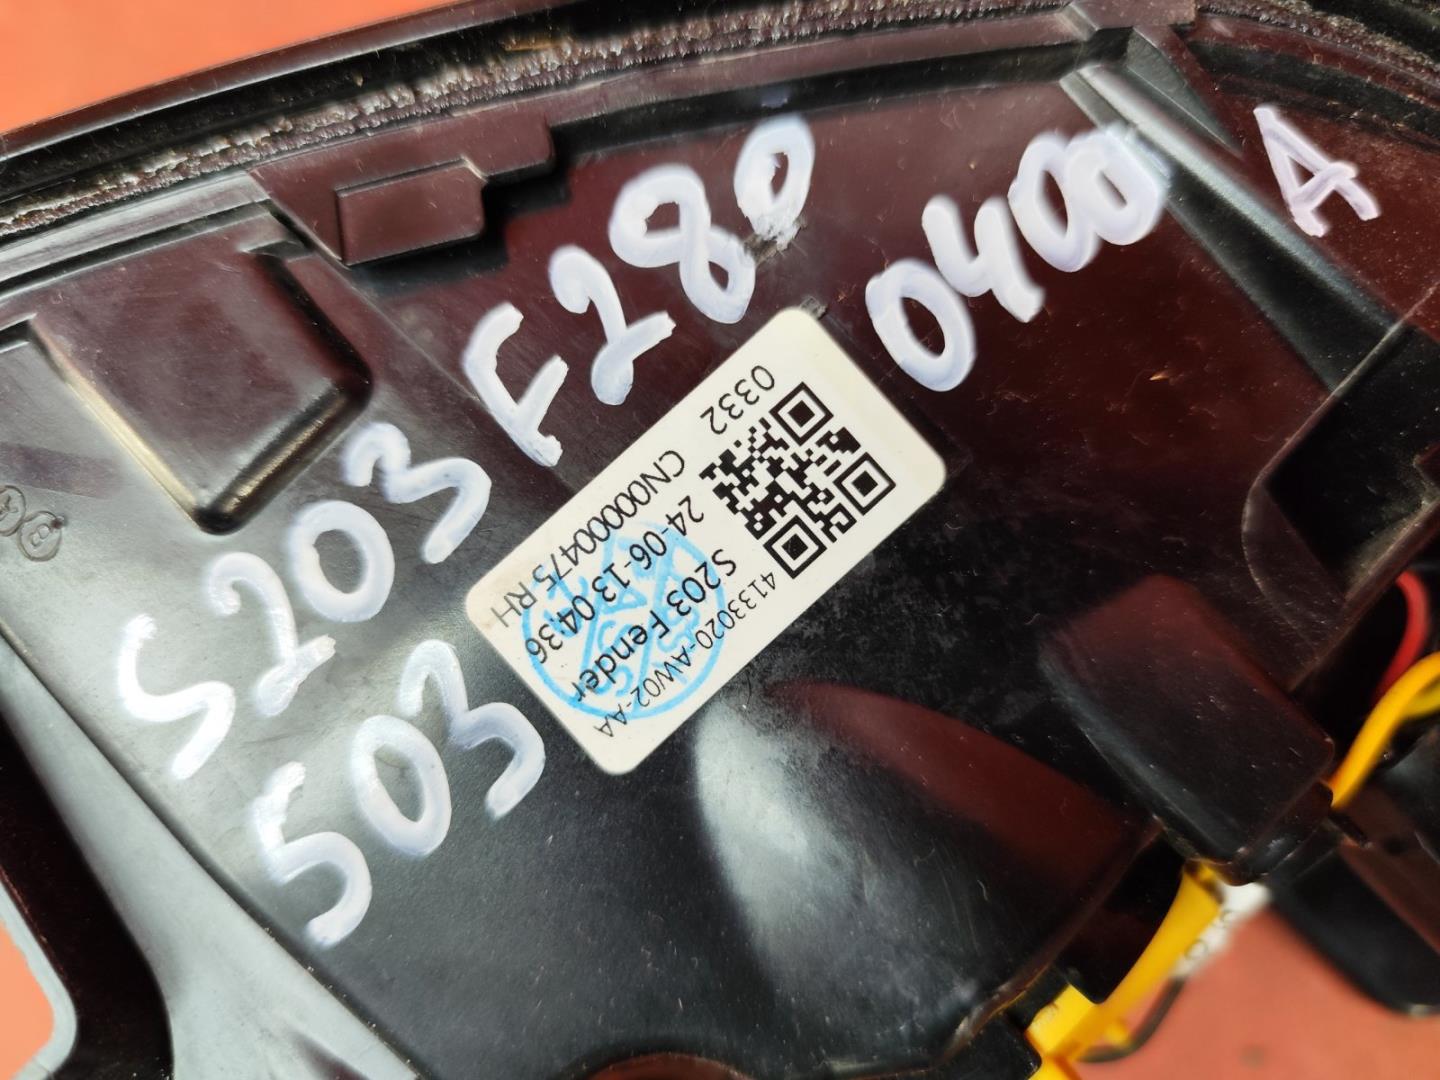 S203 F280
0400 A
503
4133020-AW02-AA
S203 Fender
24-06-13 04:36
CN00000475 RH
0332